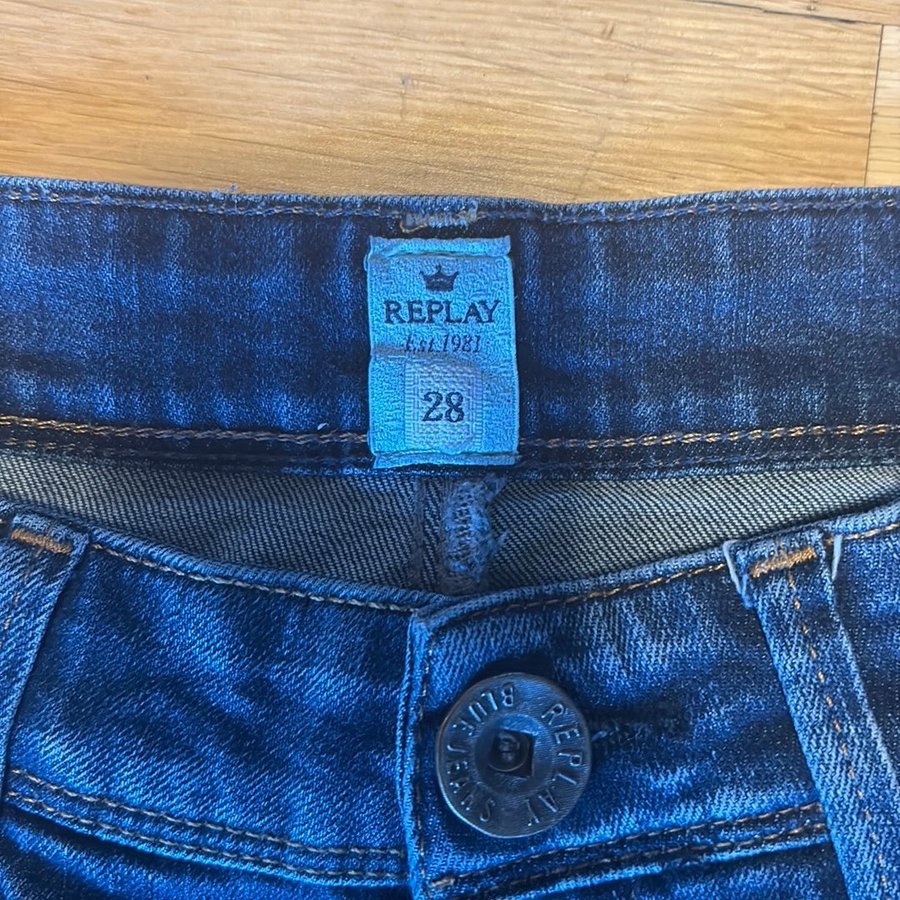 REPLAY
Est.1981
28
REPLAY
BLUE JEANS